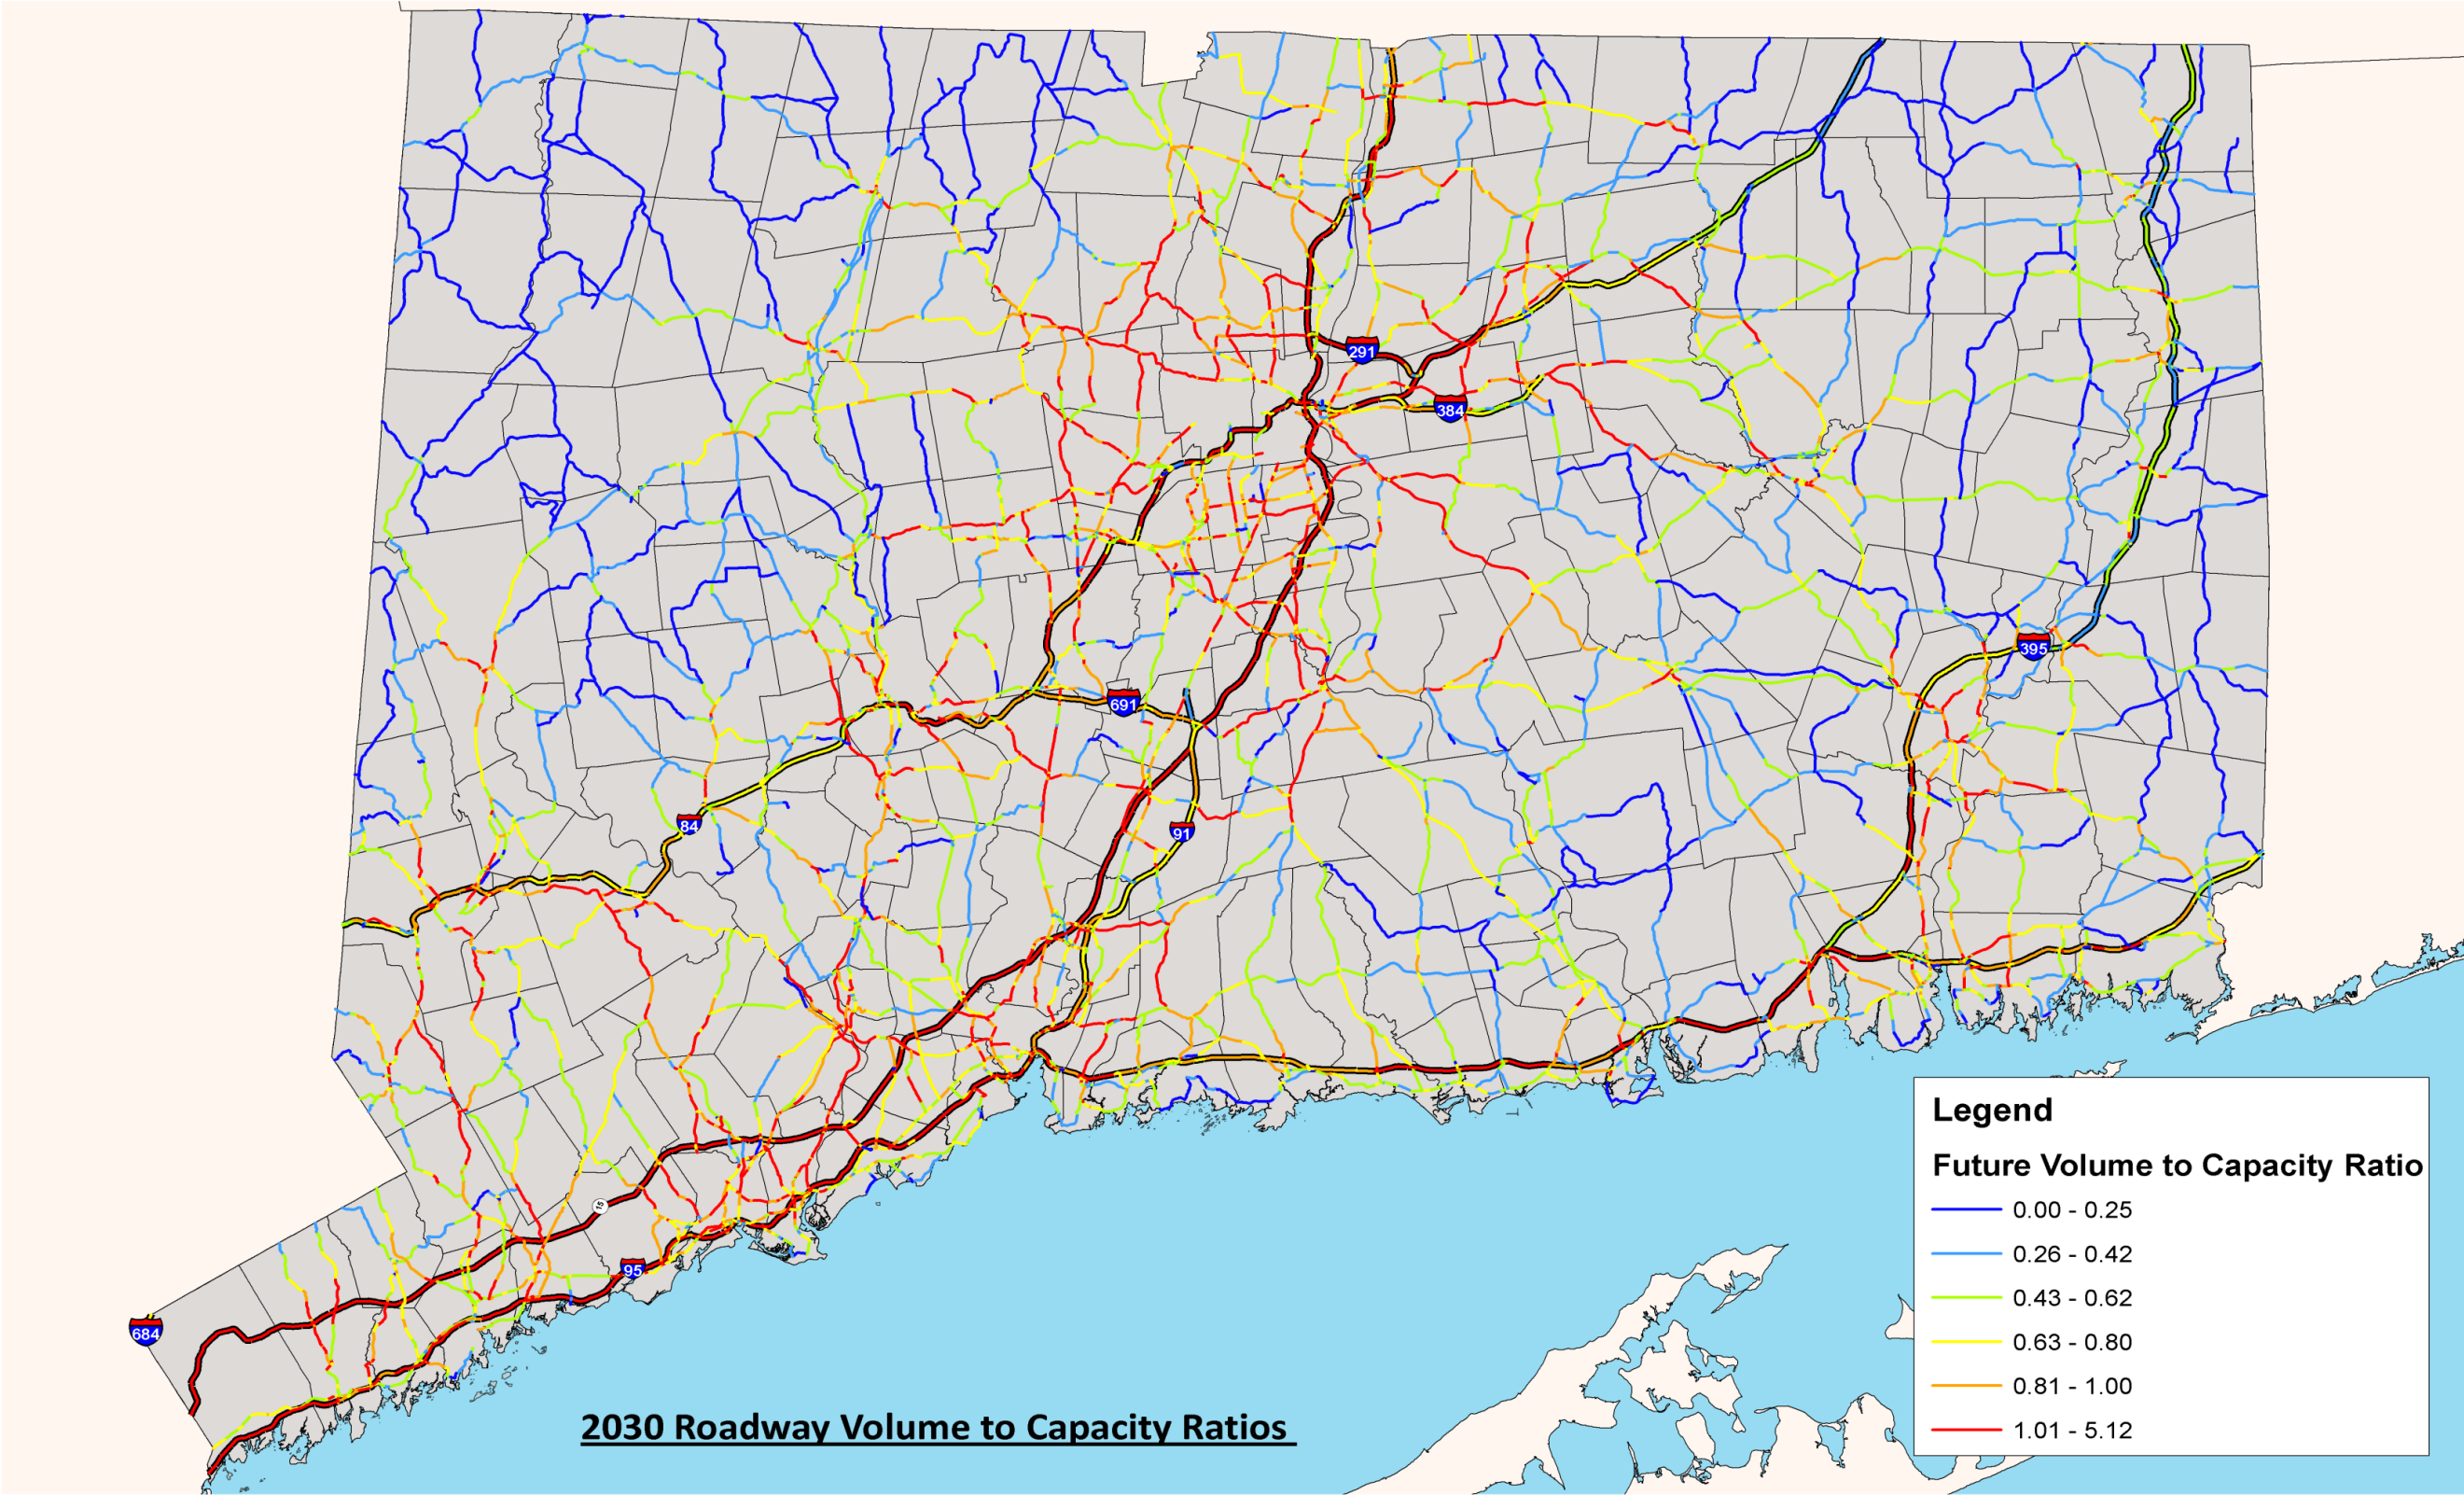 291
384
395
691
84
91
15
95
684
Legend
Future Volume to Capacity Ratio
0.00 - 0.25
0.26 - 0.42
0.43 - 0.62
0.63 - 0.80
0.81 - 1.00
1.01 - 5.12
2030 Roadway Volume to Capacity Ratios